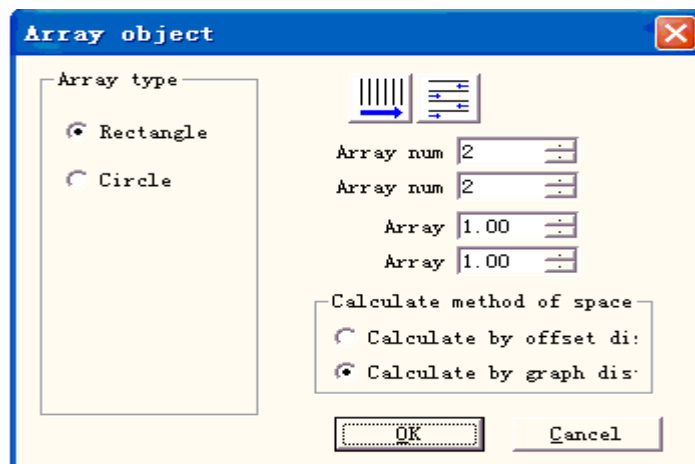 Array object
Array type
Rectangle
Circle
Array num 2
Array num 2
Array 1.00
Array 1.00
Calculate method of space
Calculate by offset di
Calculate by graph dis
OK
Cancel